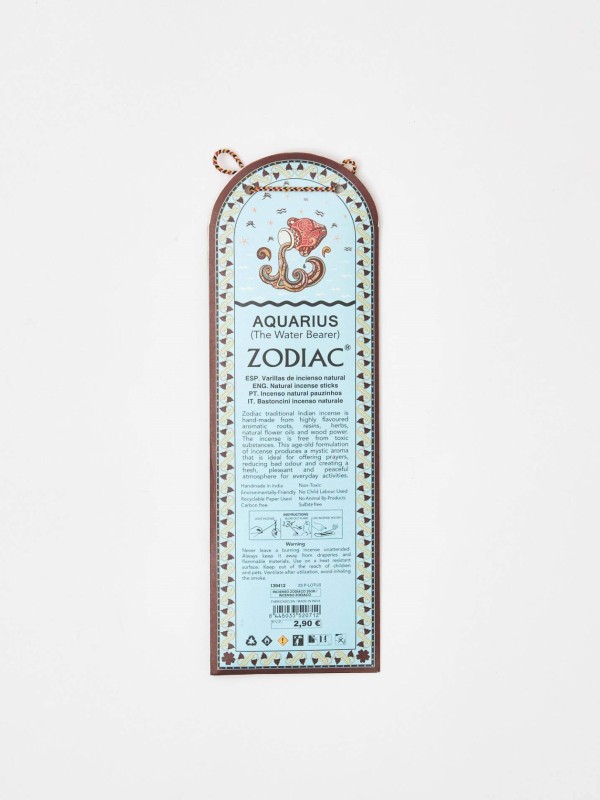 AQUARIUS
(The Water Bearer)
ZODIAC®
ESP. Varillas de incienso natural
ENG. Natural incense sticks
PT. Incenso natural pauzinhos
IT. Bastoncini incenso naturale
Zodiac traditional Indian incense is
hand-made from highly flavoured
aromatic roots, resins, herbs,
natural flower oils and wood power.
The incense is free from toxic
substances. This age-old formulation
of incense produces a mystic aroma
that is ideal for offering prayers,
reducing bad odour and creating a
fresh, pleasant and peaceful
atmosphere for everyday activities.
Handmade in India Non-Toxic
Environmentally-Friendly No Child Labour Used
Recyclable Paper Used No Animal By-Products
Carbon free Sulfate free
INSTRUCTIONS
Warning
Never leave a burning incense unattended.
Always keep it away from draperies and
flammable materials. Use on a heat resistant
surface. Keep out of the reach of children
and pets. Ventilate after utilization, avoid inhaling
the smoke.
2,90 €